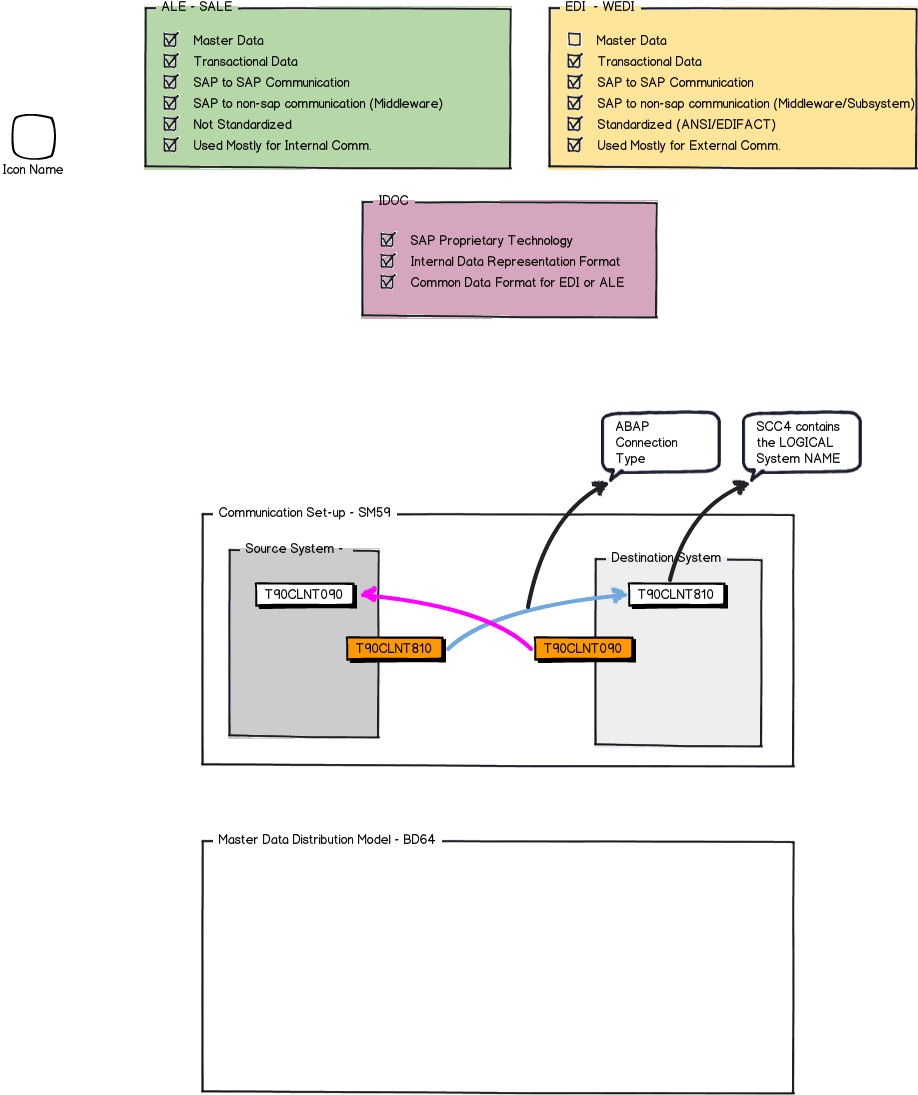 ALE - SALE
Master Data
Transactional Data
SAP to SAP Communication
SAP to non-sap communication (Middleware)
Not Standardized
Used Mostly for Internal Comm.
EDI - WEDI
Master Data
Transactional Data
SAP to SAP Communication
SAP to non-sap communication (Middleware/Subsystem)
Standardized (ANSI/EDIFACT)
Used Mostly for External Comm.
Icon Name
IDOC
SAP Proprietary Technology
Internal Data Representation Format
Common Data Format for EDI or ALE
ABAP
Connection
Type
SCC4 contains
the LOGICAL
System NAME
Communication Set-up - SM59
Source System -
Destination System
T90CLNT090
T90CLNT810
T90CLNT810
T90CLNT090
Master Data Distribution Model - BD64